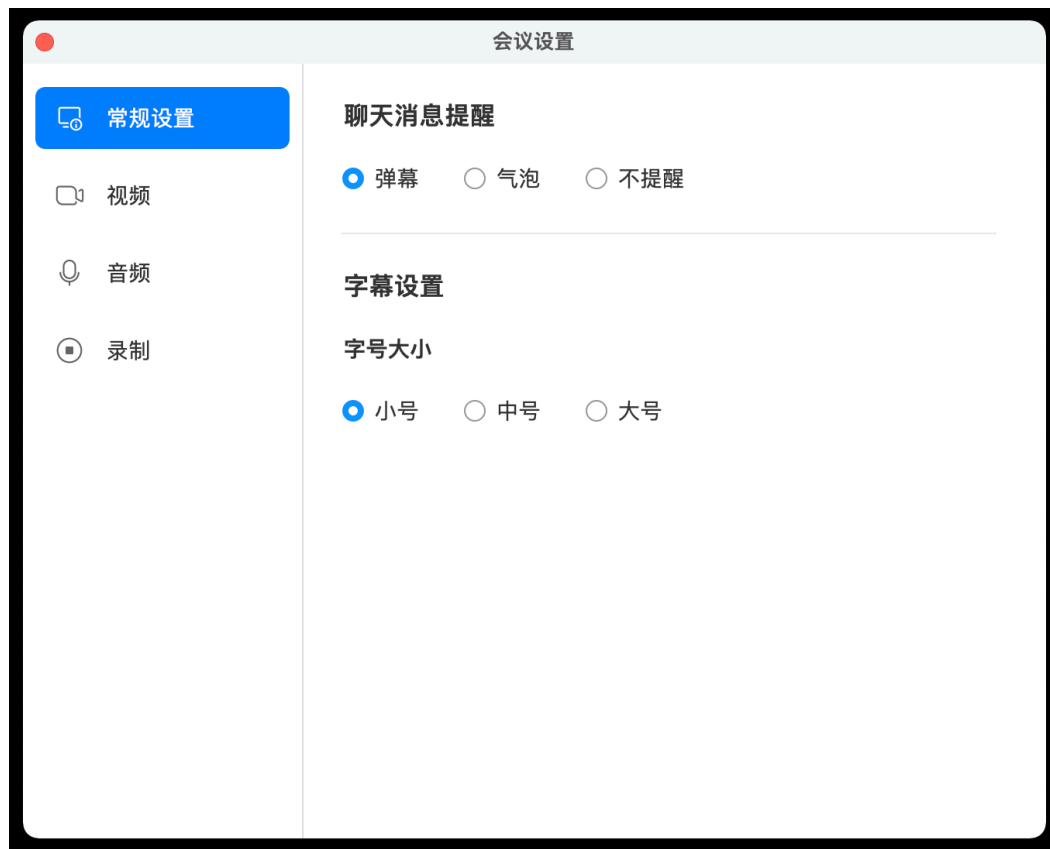 会议设置
常规设置
视频
音频
录制
聊天消息提醒
弹幕 气泡 不提醒
字幕设置
字号大小
小号 中号 大号